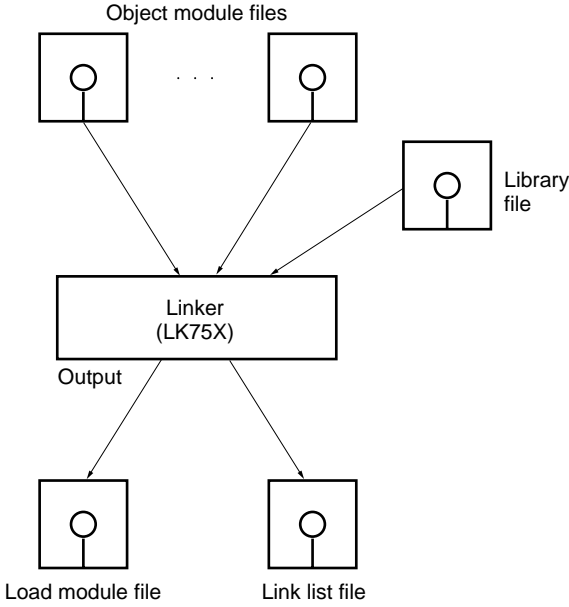 Object module files
. . .
Library
file
Linker
(LK75X)
Output
Load module file
Link list file